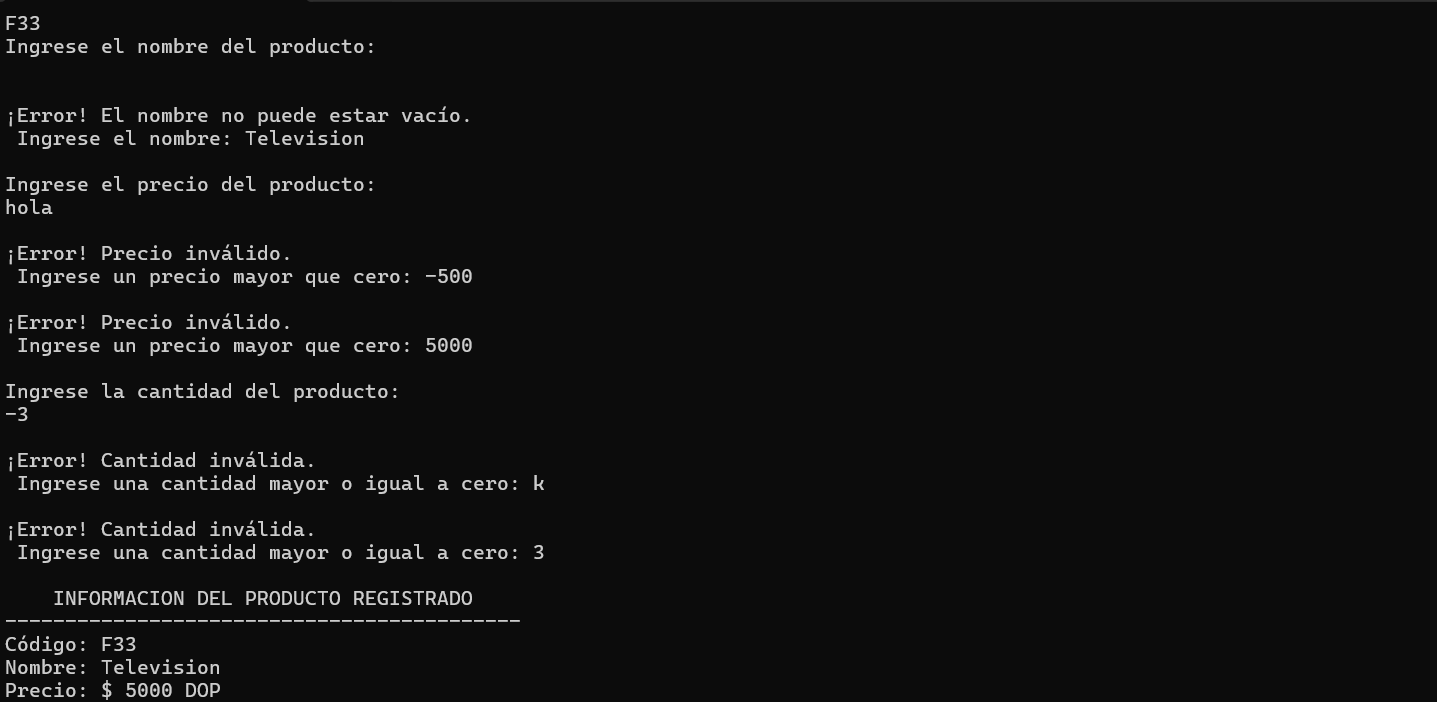 F33
Ingrese el nombre del producto:
¡Error! El nombre no puede estar vacío.
Ingrese el nombre: Television
Ingrese el precio del producto:
hola
¡Error! Precio inválido.
Ingrese un precio mayor que cero: -500
¡Error! Precio inválido.
Ingrese un precio mayor que cero: 5000
Ingrese la cantidad del producto:
-3
¡Error! Cantidad inválida.
Ingrese una cantidad mayor o igual a cero: k
¡Error! Cantidad inválida.
Ingrese una cantidad mayor o igual a cero: 3
INFORMACION DEL PRODUCTO REGISTRADO
-------------------------------------------
Código: F33
Nombre: Television
Precio: $ 5000 DOP